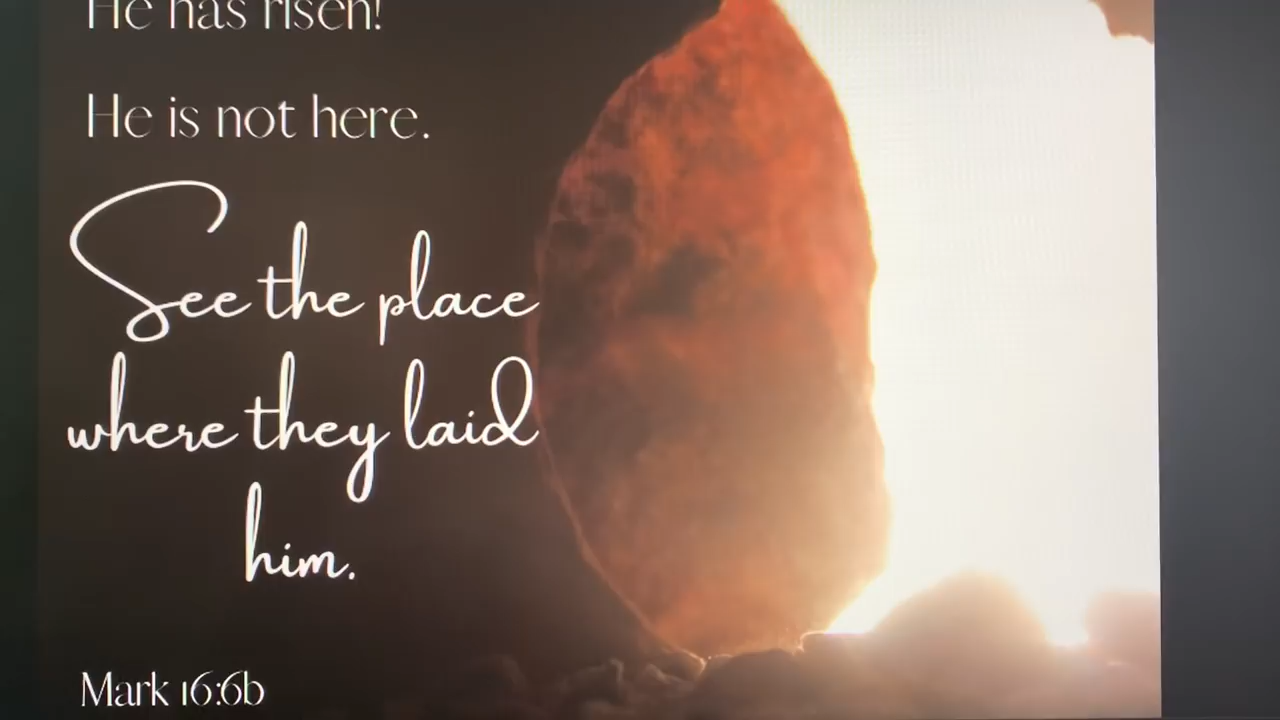 He has risen!
He is not here.
See the place
where they laid
him.
Mark 16:6b